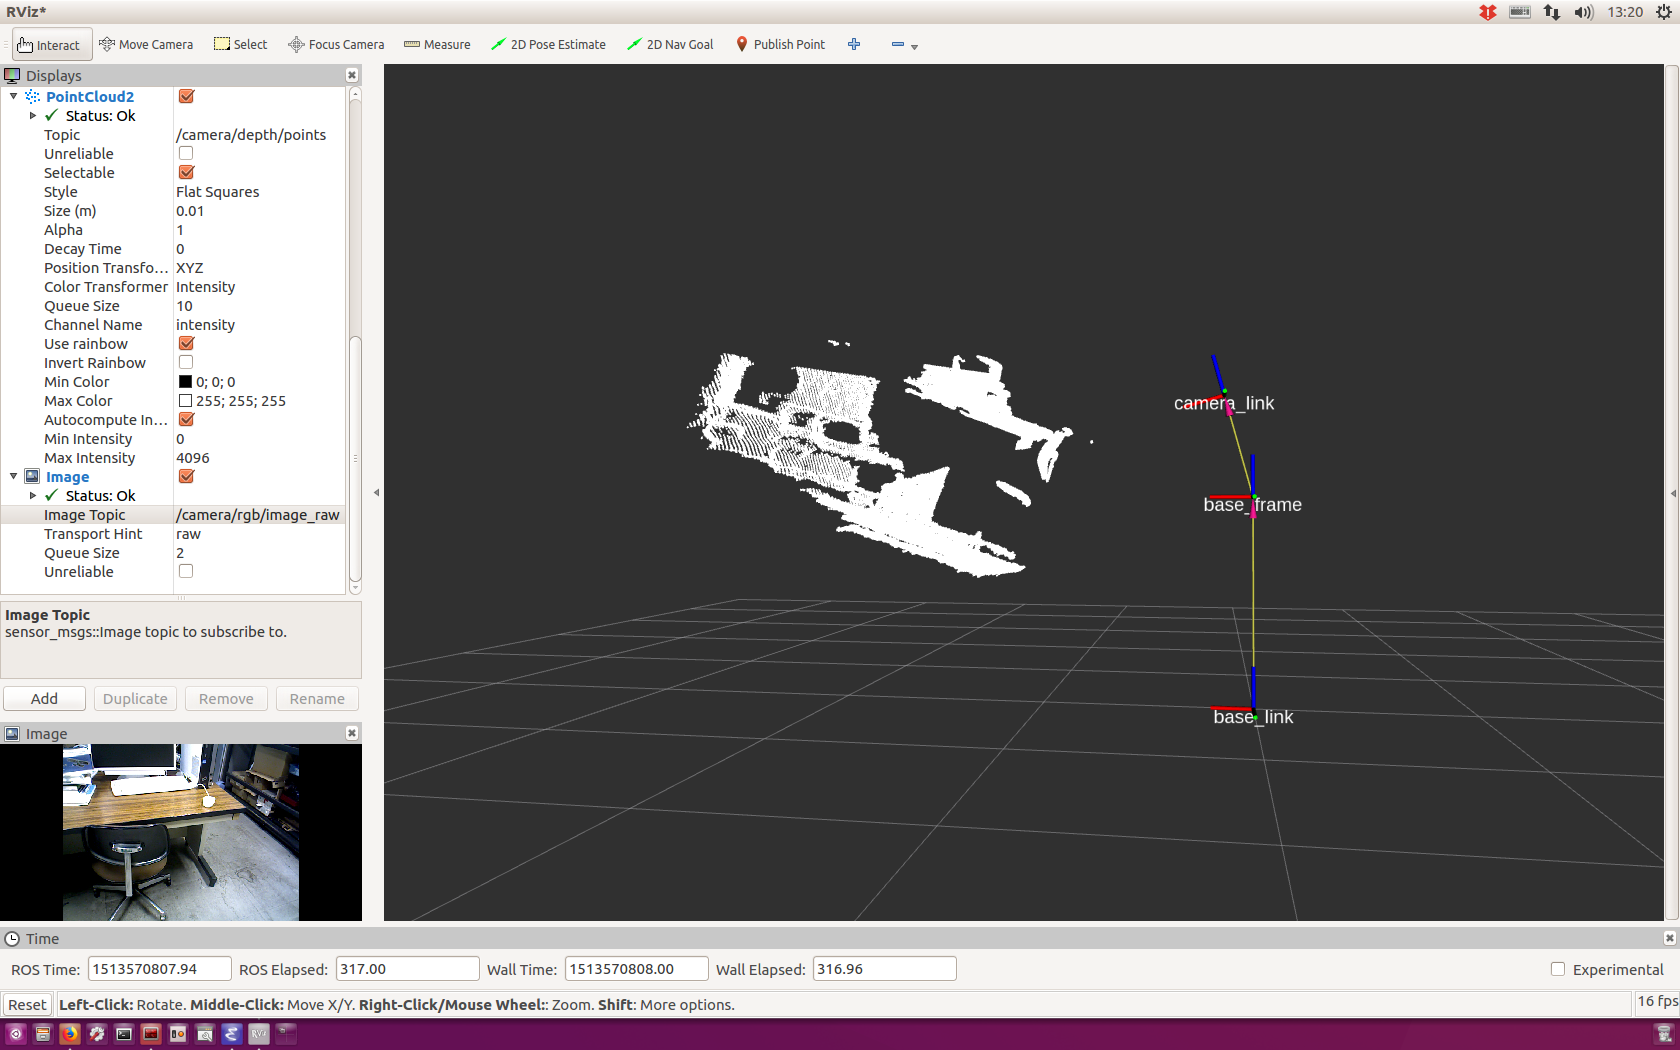 RViz*
13:20
Interact
Move Camera
Select
Focus Camera
Measure
2D Pose Estimate
2D Nav Goal
Publish Point
Displays
PointCloud2
Status: Ok
Topic /camera/depth/points
Unreliable
Selectable
Style Flat Squares
Size (m) 0.01
Alpha 1
Decay Time 0
Position Transfo... XYZ
Color Transformer Intensity
Queue Size 10
Channel Name intensity
Use rainbow
Invert Rainbow
Min Color 0; 0; 0
Max Color 255; 255; 255
Autocompute In...
Min Intensity 0
Max Intensity 4096
Image
Status: Ok
Image Topic /camera/rgb/image_raw
Transport Hint raw
Queue Size 2
Unreliable
Image Topic
sensor_msgs::Image topic to subscribe to.
Add
Duplicate
Remove
Rename
Image
camera_link
base_frame
base_link
Time
ROS Time: 1513570807.94 ROS Elapsed: 317.00 Wall Time: 1513570808.00 Wall Elapsed: 316.96
Experimental
Reset
Left-Click: Rotate. Middle-Click: Move X/Y. Right-Click/Mouse Wheel:: Zoom. Shift: More options.
16 fps